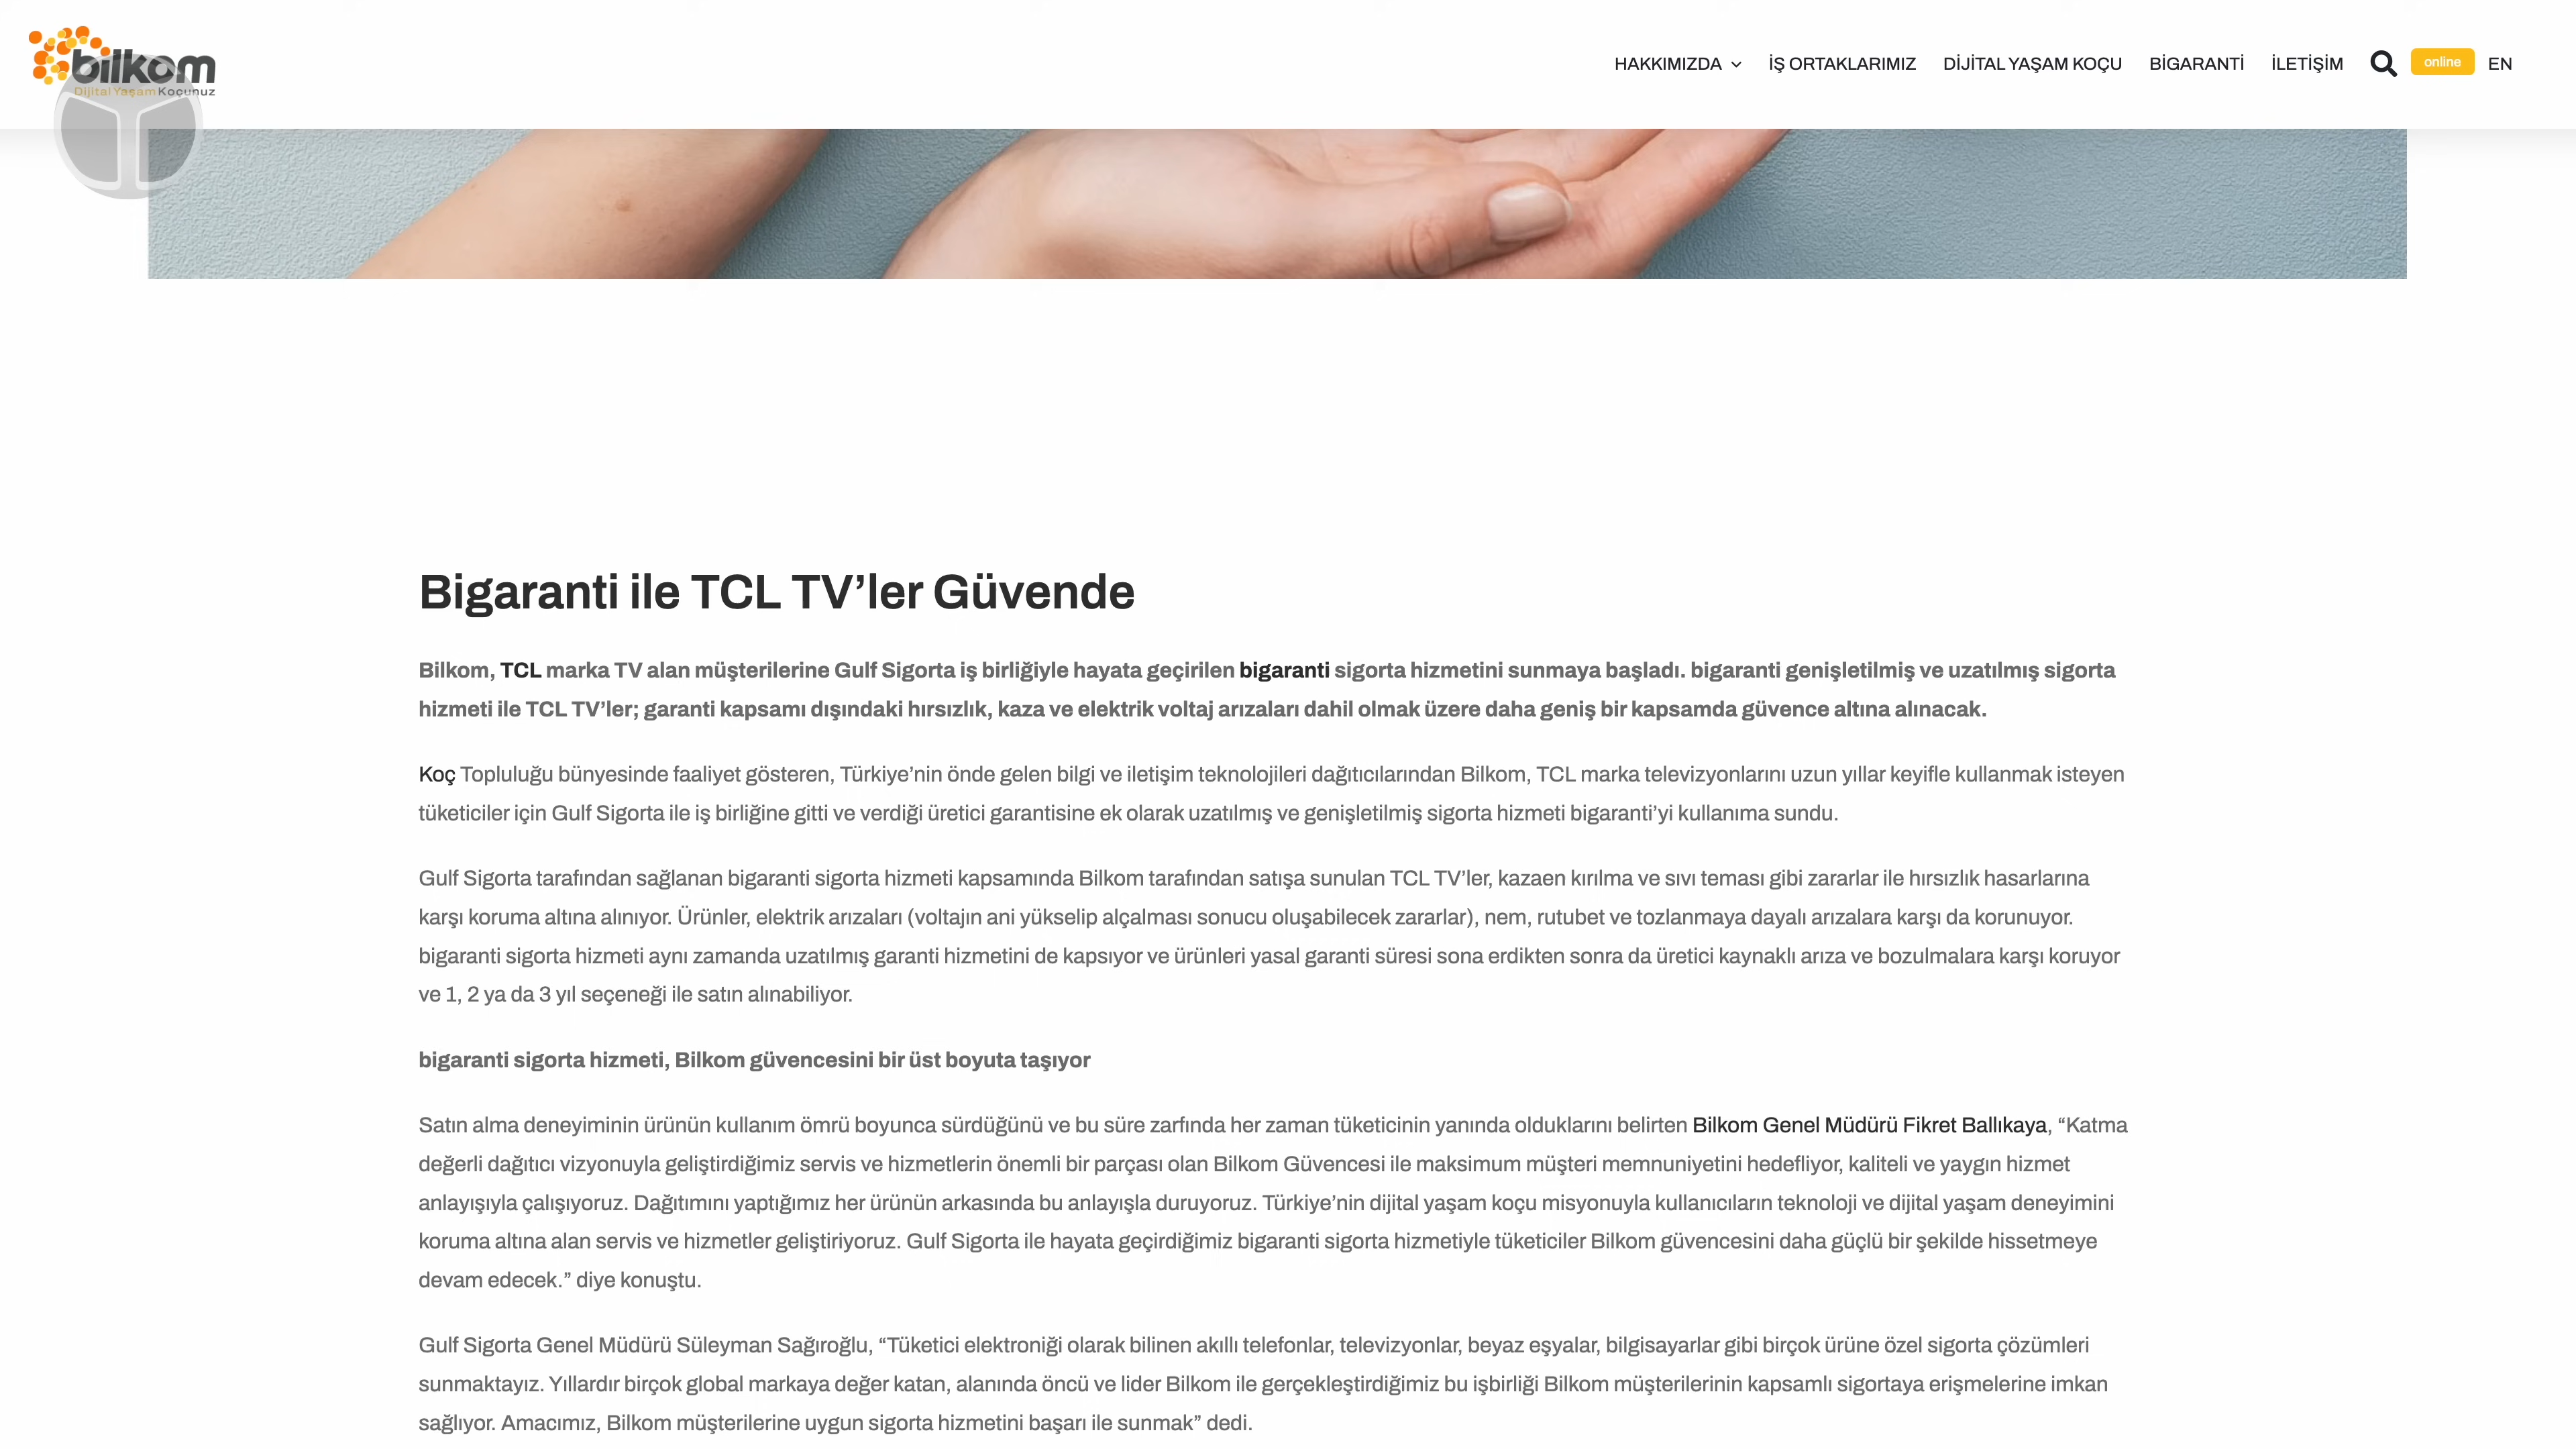 bilkom
Dijital Yaşam Koçunuz
HAKKIMIZDA İŞ ORTAKLARIMIZ DİJİTAL YAŞAM KOÇU BİGARANTİ İLETİŞİM online EN
Bigaranti ile TCL TV’ler Güvende
Bilkom, TCL marka TV alan müşterilerine Gulf Sigorta iş birliğiyle hayata geçirilen bigaranti sigorta hizmetini sunmaya başladı. bigaranti genişletilmiş ve uzatılmış sigorta
hizmeti ile TCL TV’ler; garanti kapsamı dışındaki hırsızlık, kaza ve elektrik voltaj arızaları dahil olmak üzere daha geniş bir kapsamda güvence altına alınacak.
Koç Topluluğu bünyesinde faaliyet gösteren, Türkiye’nin önde gelen bilgi ve iletişim teknolojileri dağıtıcılarından Bilkom, TCL marka televizyonlarını uzun yıllar keyifle kullanmak isteyen
tüketiciler için Gulf Sigorta ile iş birliğine gitti ve verdiği üretici garantisine ek olarak uzatılmış ve genişletilmiş sigorta hizmeti bigaranti’yi kullanıma sundu.
Gulf Sigorta tarafından sağlanan bigaranti sigorta hizmeti kapsamında Bilkom tarafından satışa sunulan TCL TV’ler, kazaen kırılma ve sıvı teması gibi zararlar ile hırsızlık hasarlarına
karşı koruma altına alınıyor. Ürünler, elektrik arızaları (voltajın ani yükselip alçalması sonucu oluşabilecek zararlar), nem, rutubet ve tozlanmaya dayalı arızalara karşı da korunuyor.
bigaranti sigorta hizmeti aynı zamanda uzatılmış garanti hizmetini de kapsıyor ve ürünleri yasal garanti süresi sona erdikten sonra da üretici kaynaklı arıza ve bozulmalara karşı koruyor
ve 1, 2 ya da 3 yıl seçeneği ile satın alınabiliyor.
bigaranti sigorta hizmeti, Bilkom güvencesini bir üst boyuta taşıyor
Satın alma deneyiminin ürünün kullanım ömrü boyunca sürdüğünü ve bu süre zarfında her zaman tüketicinin yanında olduklarını belirten Bilkom Genel Müdürü Fikret Ballıkaya, “Katma
değerli dağıtıcı vizyonuyla geliştirdiğimiz servis ve hizmetlerin önemli bir parçası olan Bilkom Güvencesi ile maksimum müşteri memnuniyetini hedefliyor, kaliteli ve yaygın hizmet
anlayışıyla çalışıyoruz. Dağıtımını yaptığımız her ürünün arkasında bu anlayışla duruyoruz. Türkiye’nin dijital yaşam koçu misyonuyla kullanıcıların teknoloji ve dijital yaşam deneyimini
koruma altına alan servis ve hizmetler geliştiriyoruz. Gulf Sigorta ile hayata geçirdiğimiz bigaranti sigorta hizmetiyle tüketiciler Bilkom güvencesini daha güçlü bir şekilde hissetmeye
devam edecek.” diye konuştu.
Gulf Sigorta Genel Müdürü Süleyman Sağıroğlu, “Tüketici elektroniği olarak bilinen akıllı telefonlar, televizyonlar, beyaz eşyalar, bilgisayarlar gibi birçok ürüne özel sigorta çözümleri
sunmaktayız. Yıllardır birçok global markaya değer katan, alanında öncü ve lider Bilkom ile gerçekleştirdiğimiz bu işbirliği Bilkom müşterilerinin kapsamlı sigortaya erişmelerine imkan
sağlıyor. Amacımız, Bilkom müşterilerine uygun sigorta hizmetini başarı ile sunmak” dedi.